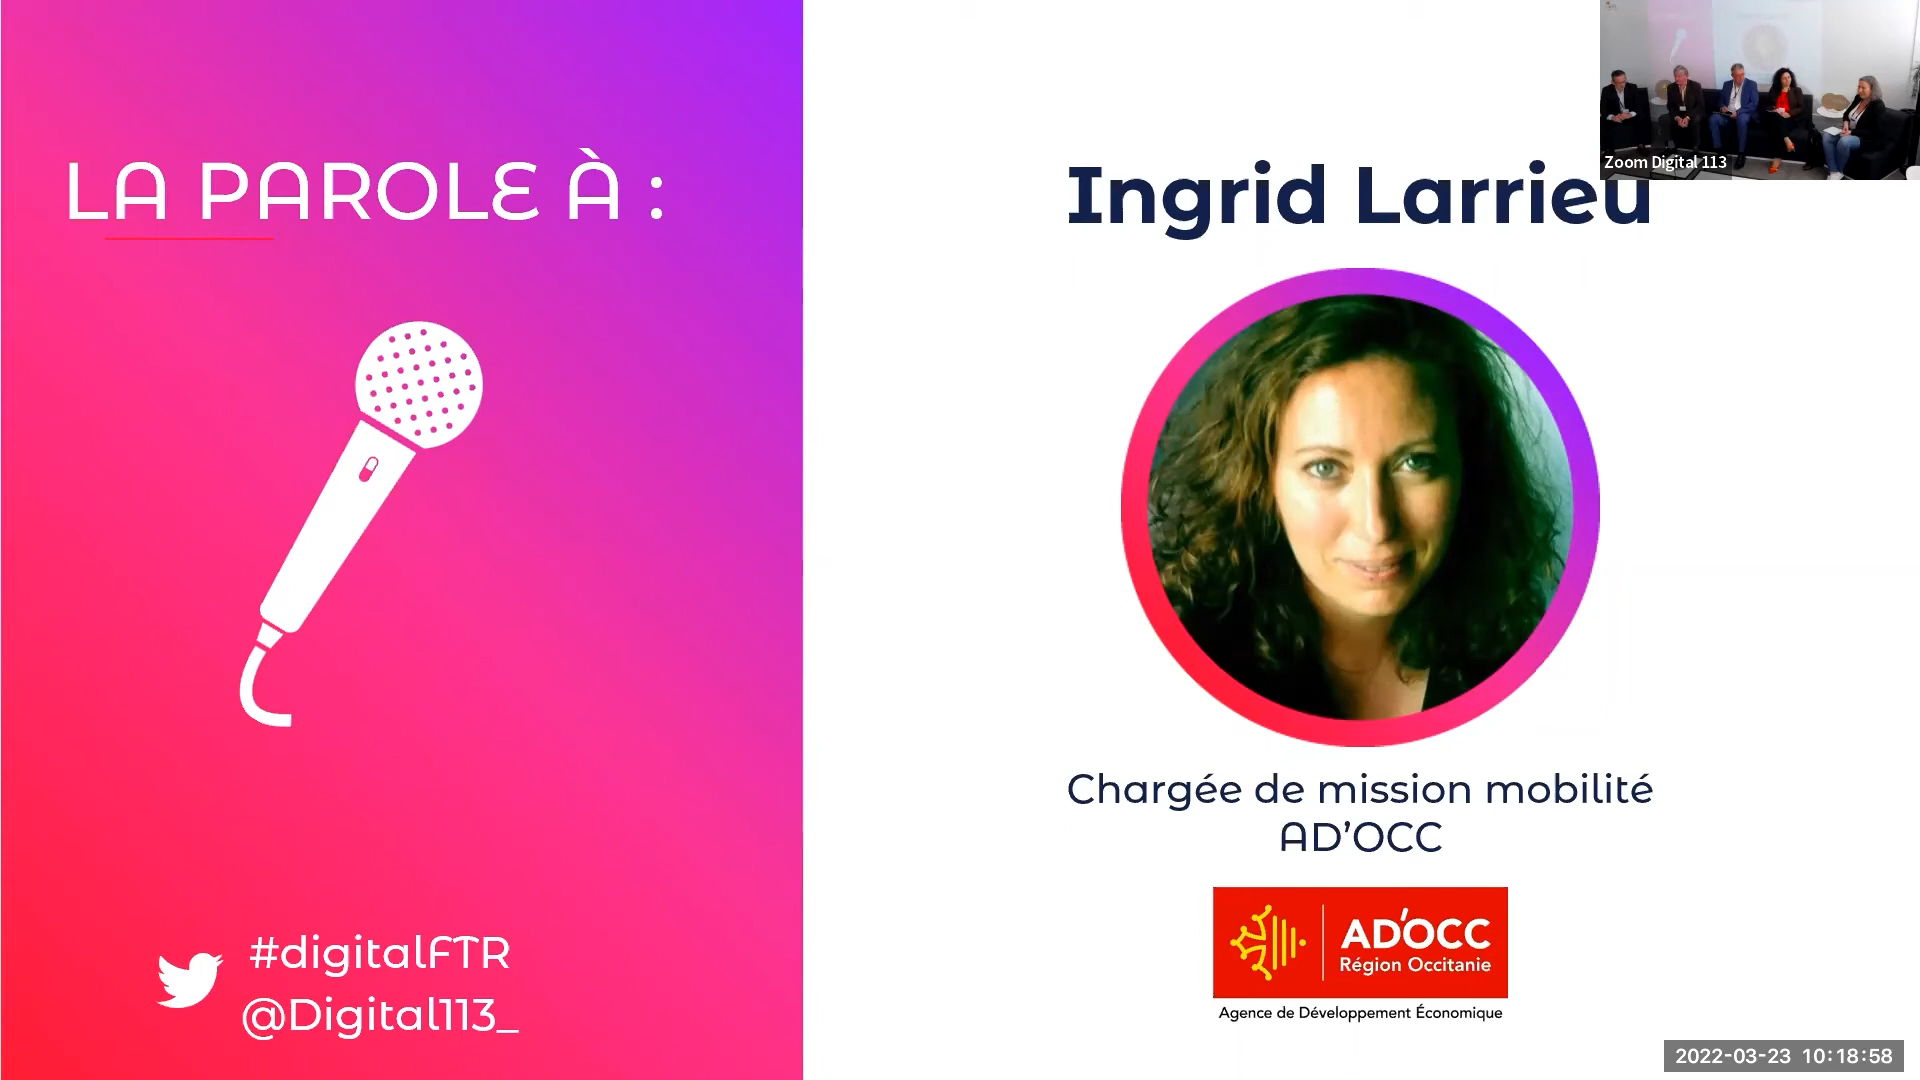 LA PAROLE À :
#digitalFTR
@Digital113_
Ingrid Larrieu
Chargée de mission mobilité
AD'OCC
AD'OCC
Région Occitanie
Agence de Développement Économique
Zoom Digital 113
2022-03-23 10:18:58